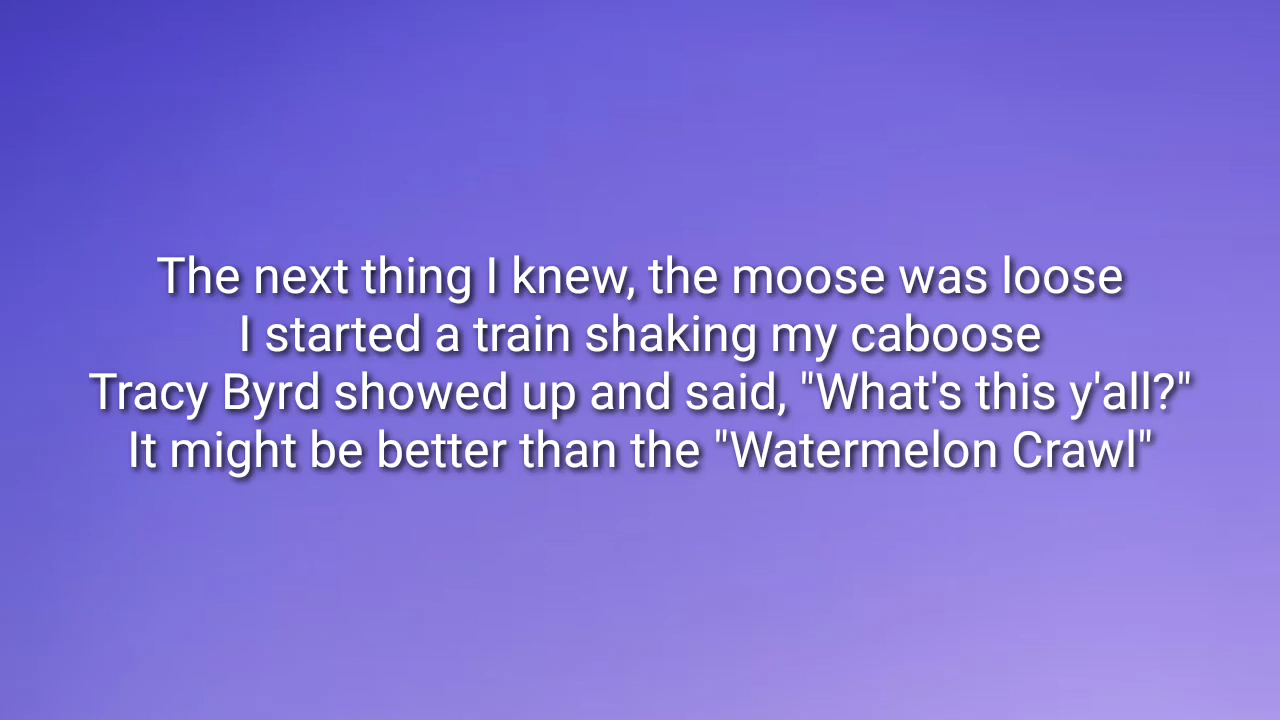 The next thing I knew, the moose was loose
I started a train shaking my caboose
Tracy Byrd showed up and said, "What's this y'all?"
It might be better than the "Watermelon Crawl"